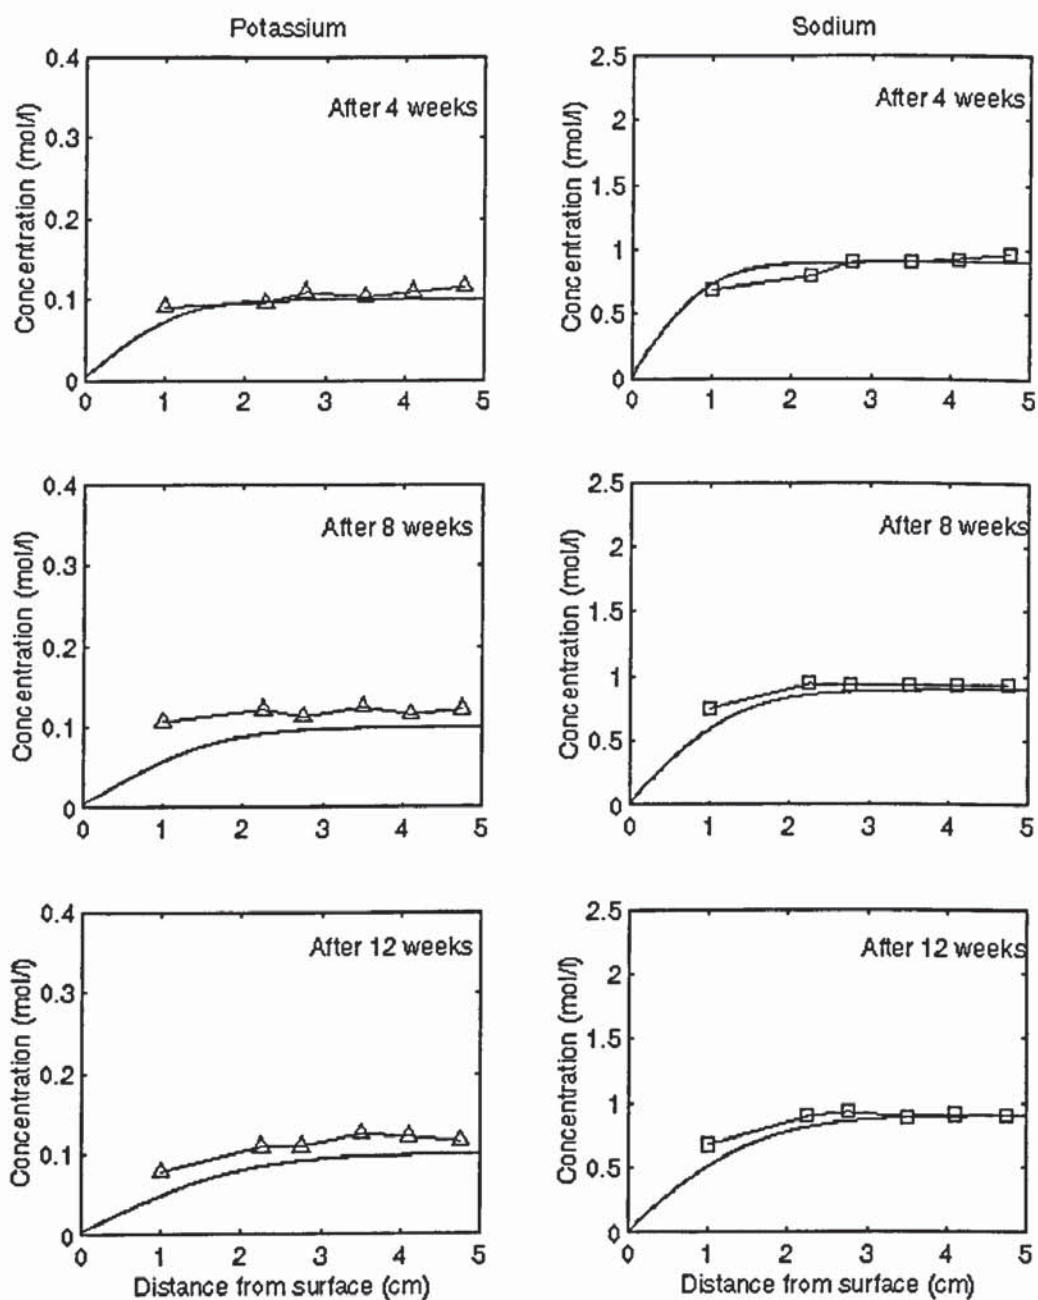 Potassium
Sodium
0.4
0.3
0.2
0.1
0
Concentration (mol/l)
After 4 weeks
0 1 2 3 4 5
2.5
2
1.5
1
0.5
0
Concentration (mol/l)
After 4 weeks
0 1 2 3 4 5
0.4
0.3
0.2
0.1
0
Concentration (mol/l)
After 8 weeks
0 1 2 3 4 5
2.5
2
1.5
1
0.5
0
Concentration (mol/l)
After 8 weeks
0 1 2 3 4 5
0.4
0.3
0.2
0.1
0
Concentration (mol/l)
After 12 weeks
0 1 2 3 4 5
Distance from surface (cm)
2.5
2
1.5
1
0.5
0
Concentration (mol/l)
After 12 weeks
0 1 2 3 4 5
Distance from surface (cm)